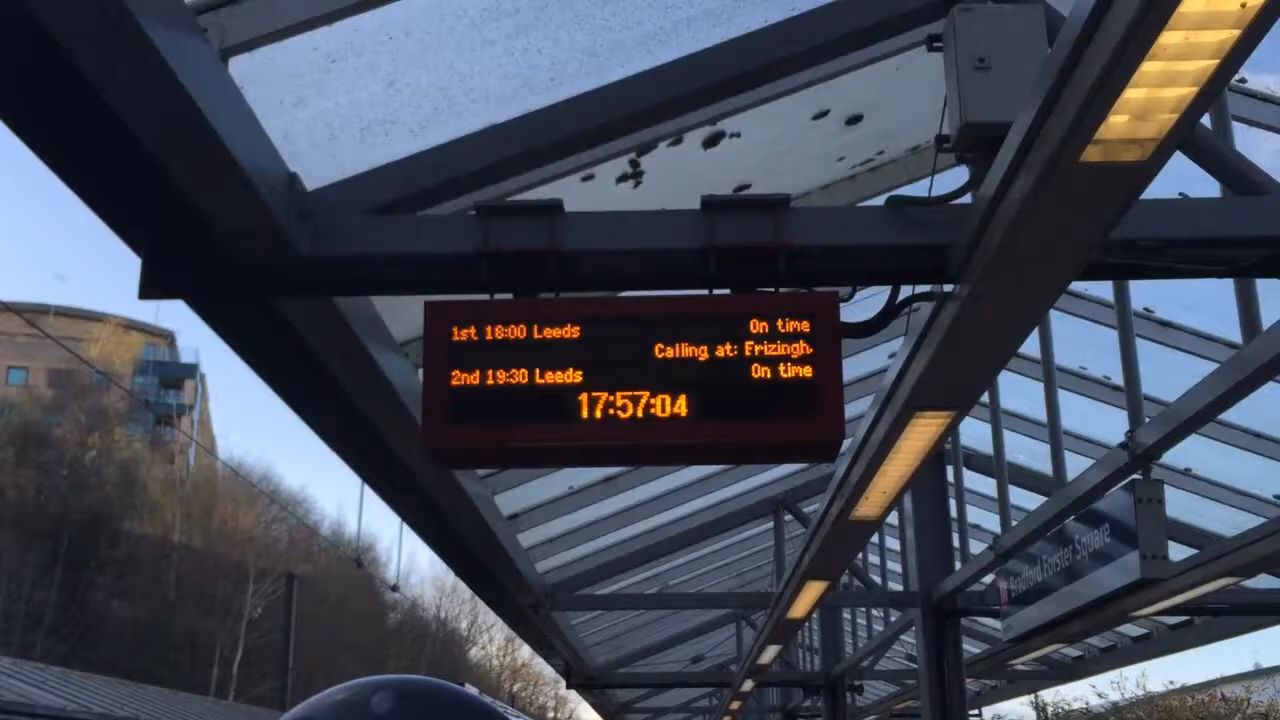 1st 18:00 Leeds On time
Calling at: Frizingh
2nd 19:30 Leeds On time
17:57:04
Bradford Forster Square